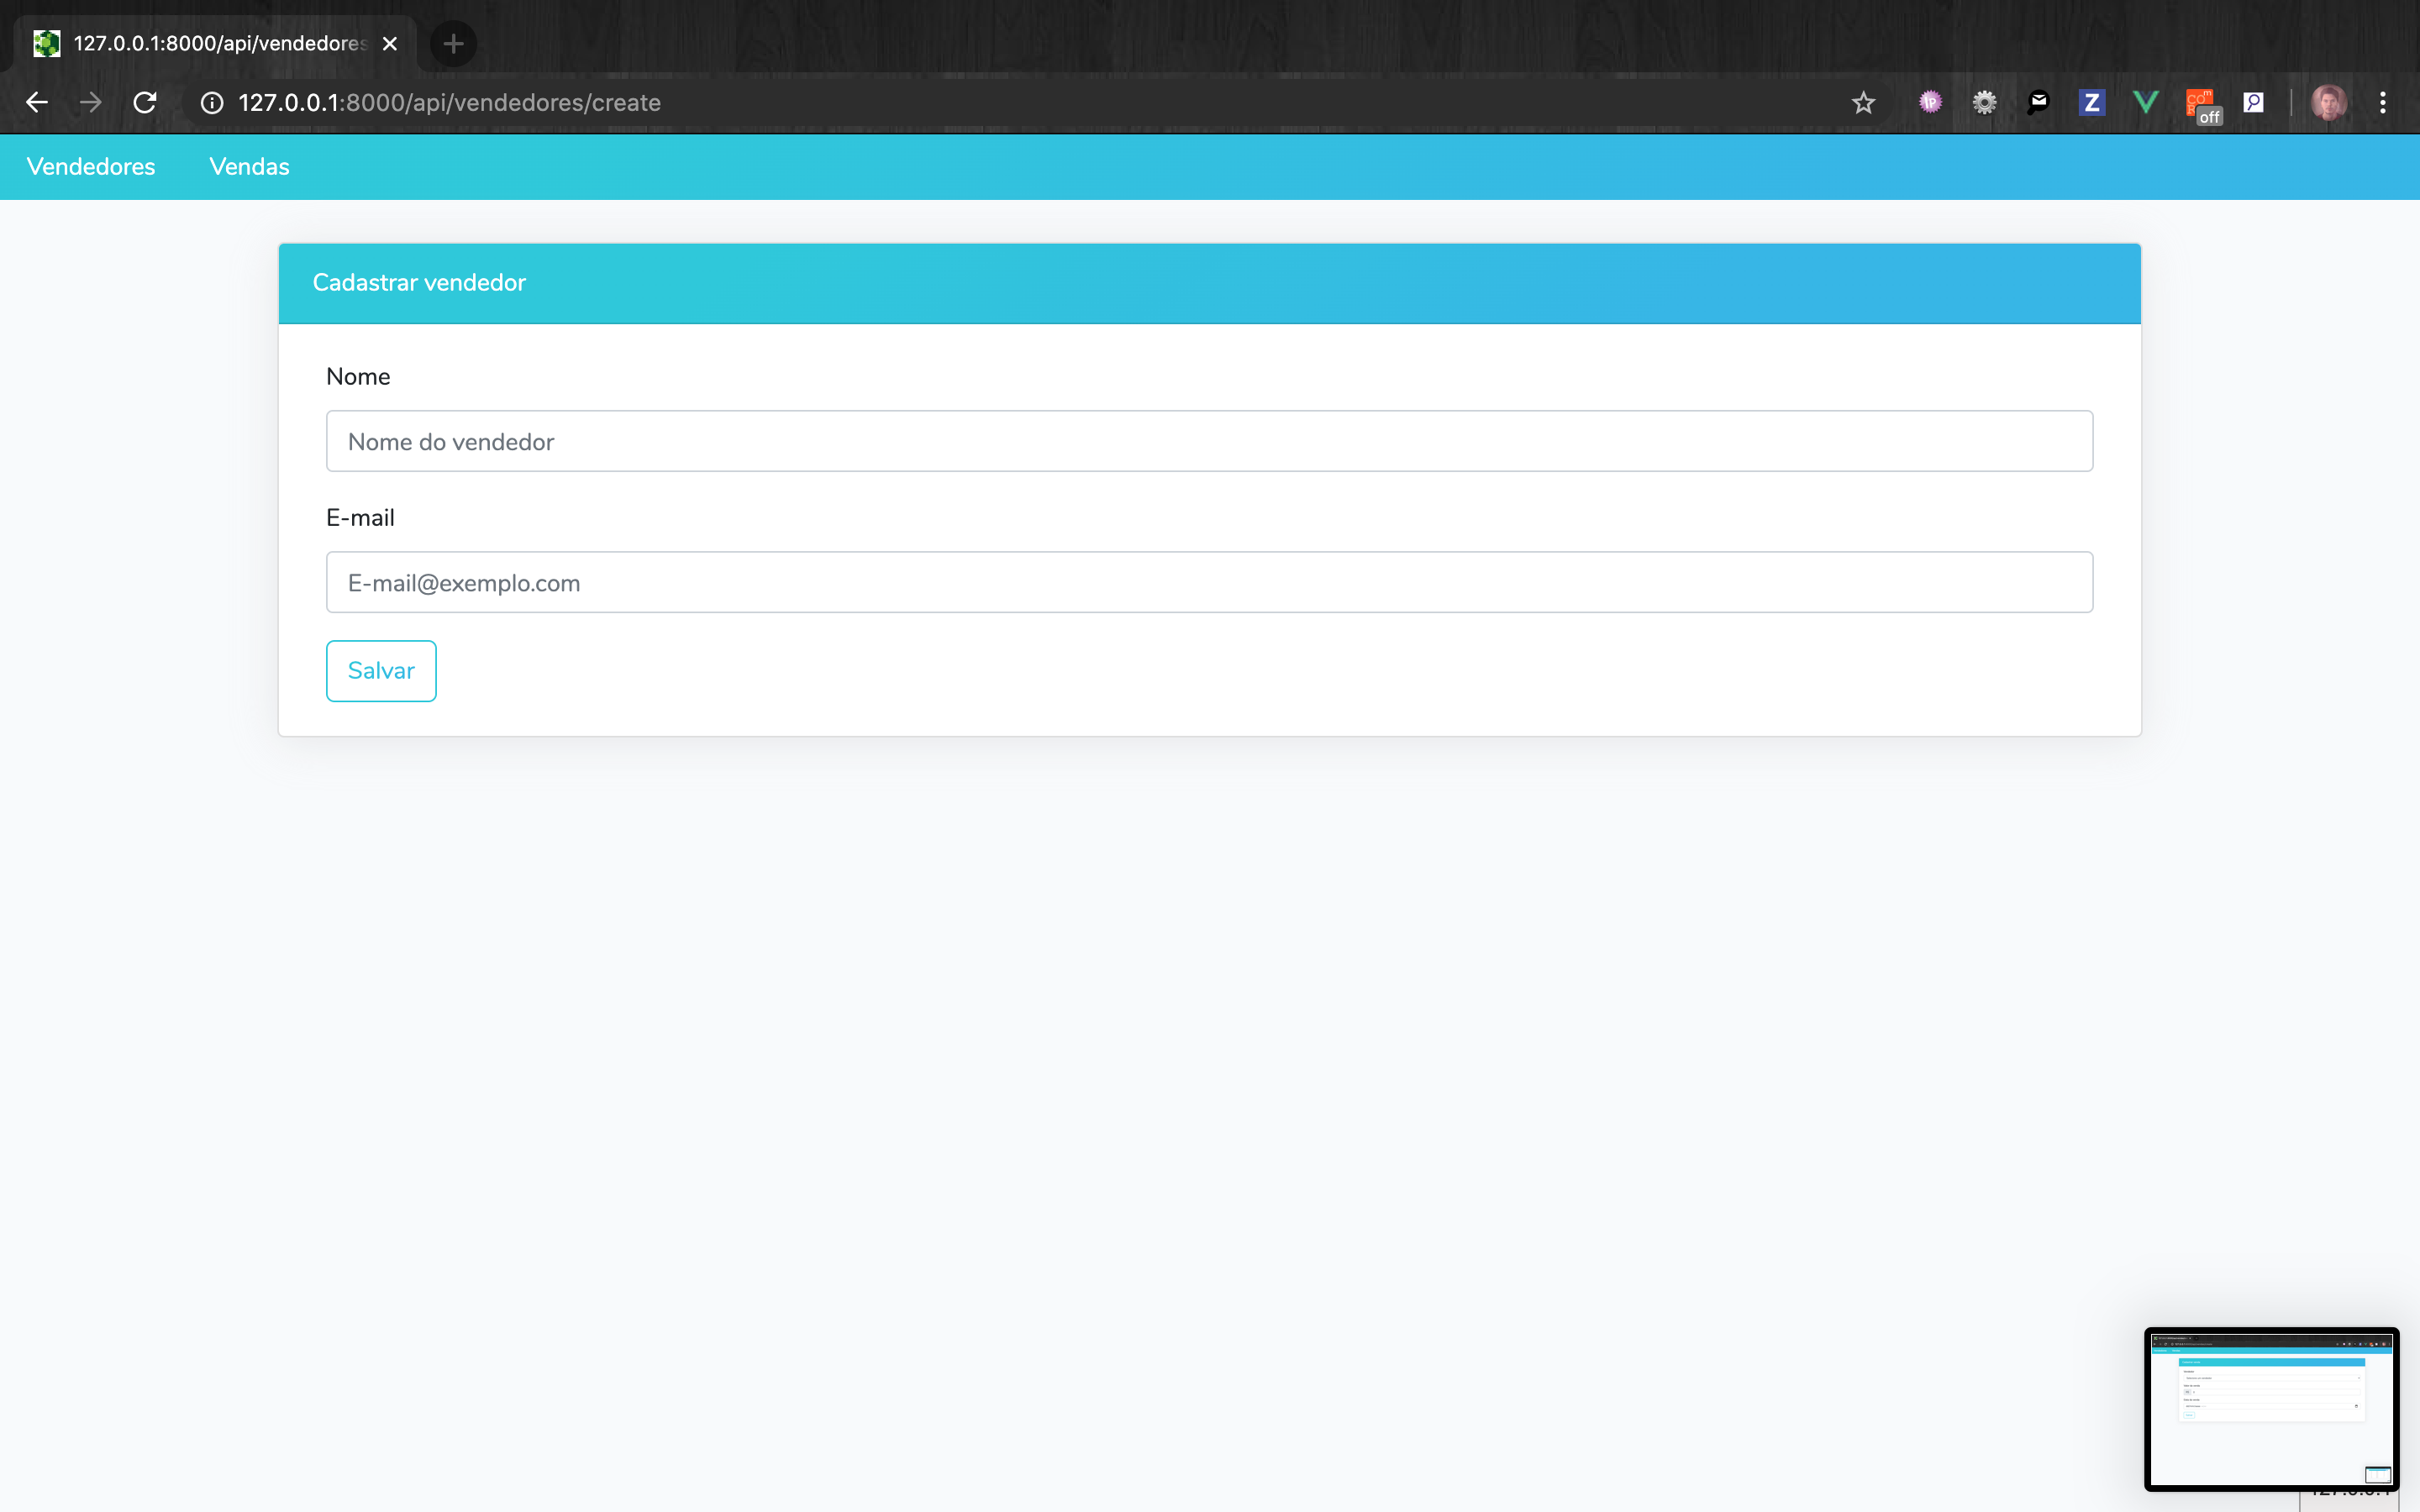 127.0.0.1:8000/api/vendedores
127.0.0.1:8000/api/vendedores/create
off
Vendedores Vendas
Cadastrar vendedor
Nome
Nome do vendedor
E-mail
E-mail@exemplo.com
Salvar